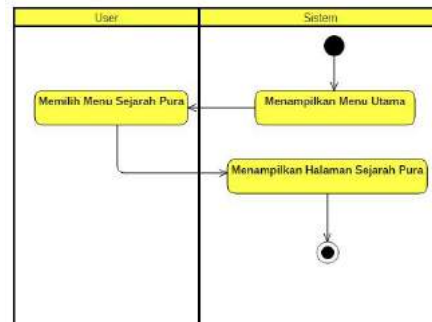 User
Sistem
Menampilkan Menu Utama
Memilih Menu Sejarah Pura
Menampilkan Halaman Sejarah Pura